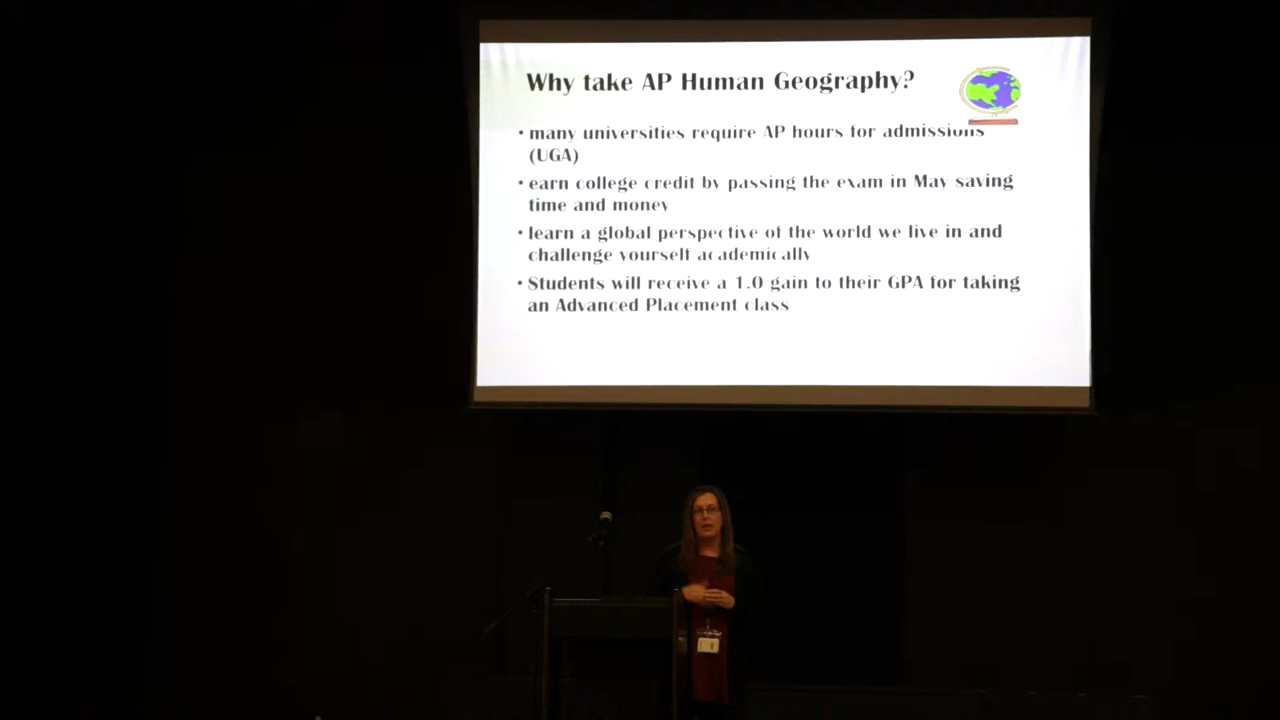 Why take AP Human Geography?
• many universities require AP hours for admissions
(UGA)
• earn college credit by passing the exam in May saving
time and money
• learn a global perspective of the world we live in and
challenge yourself academically
• Students will receive a 1.0 gain to their GPA for taking
an Advanced Placement class